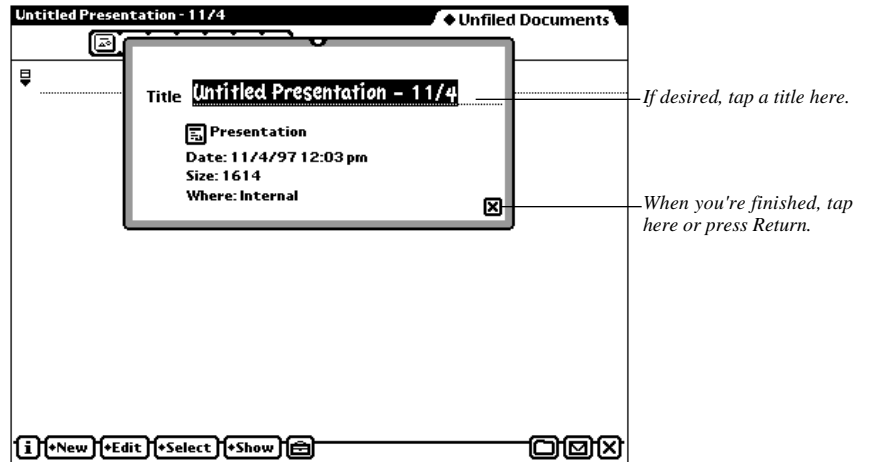 Untitled Presentation - 11/4
Unfiled Documents
Title Untitled Presentation - 11/4
If desired, tap a title here.
Presentation
Date: 11/4/97 12:03 pm
Size: 1614
Where: Internal
When you're finished, tap
here or press Return.
i New Edit Select Show